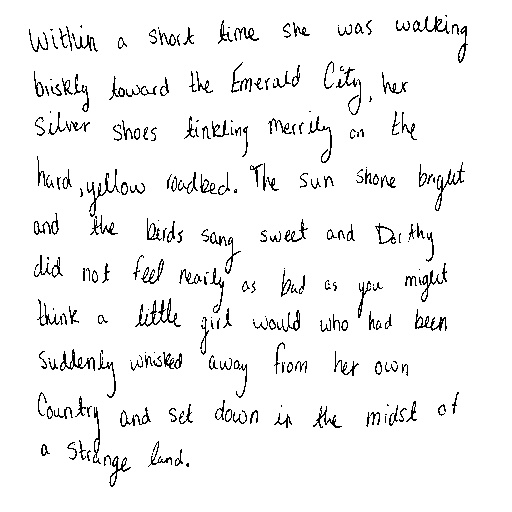 Within a short time she was walking
briskly toward the Emerald City, her
Silver Shoes tinkling merrily on the
hard, yellow roadbed. The sun shone bright
and the birds sang sweet and Dorthy
did not feel nearly as bad as you might
think a little girl would who had been
suddenly whisked away from her own
Country and set down in the midst of
a strange land.